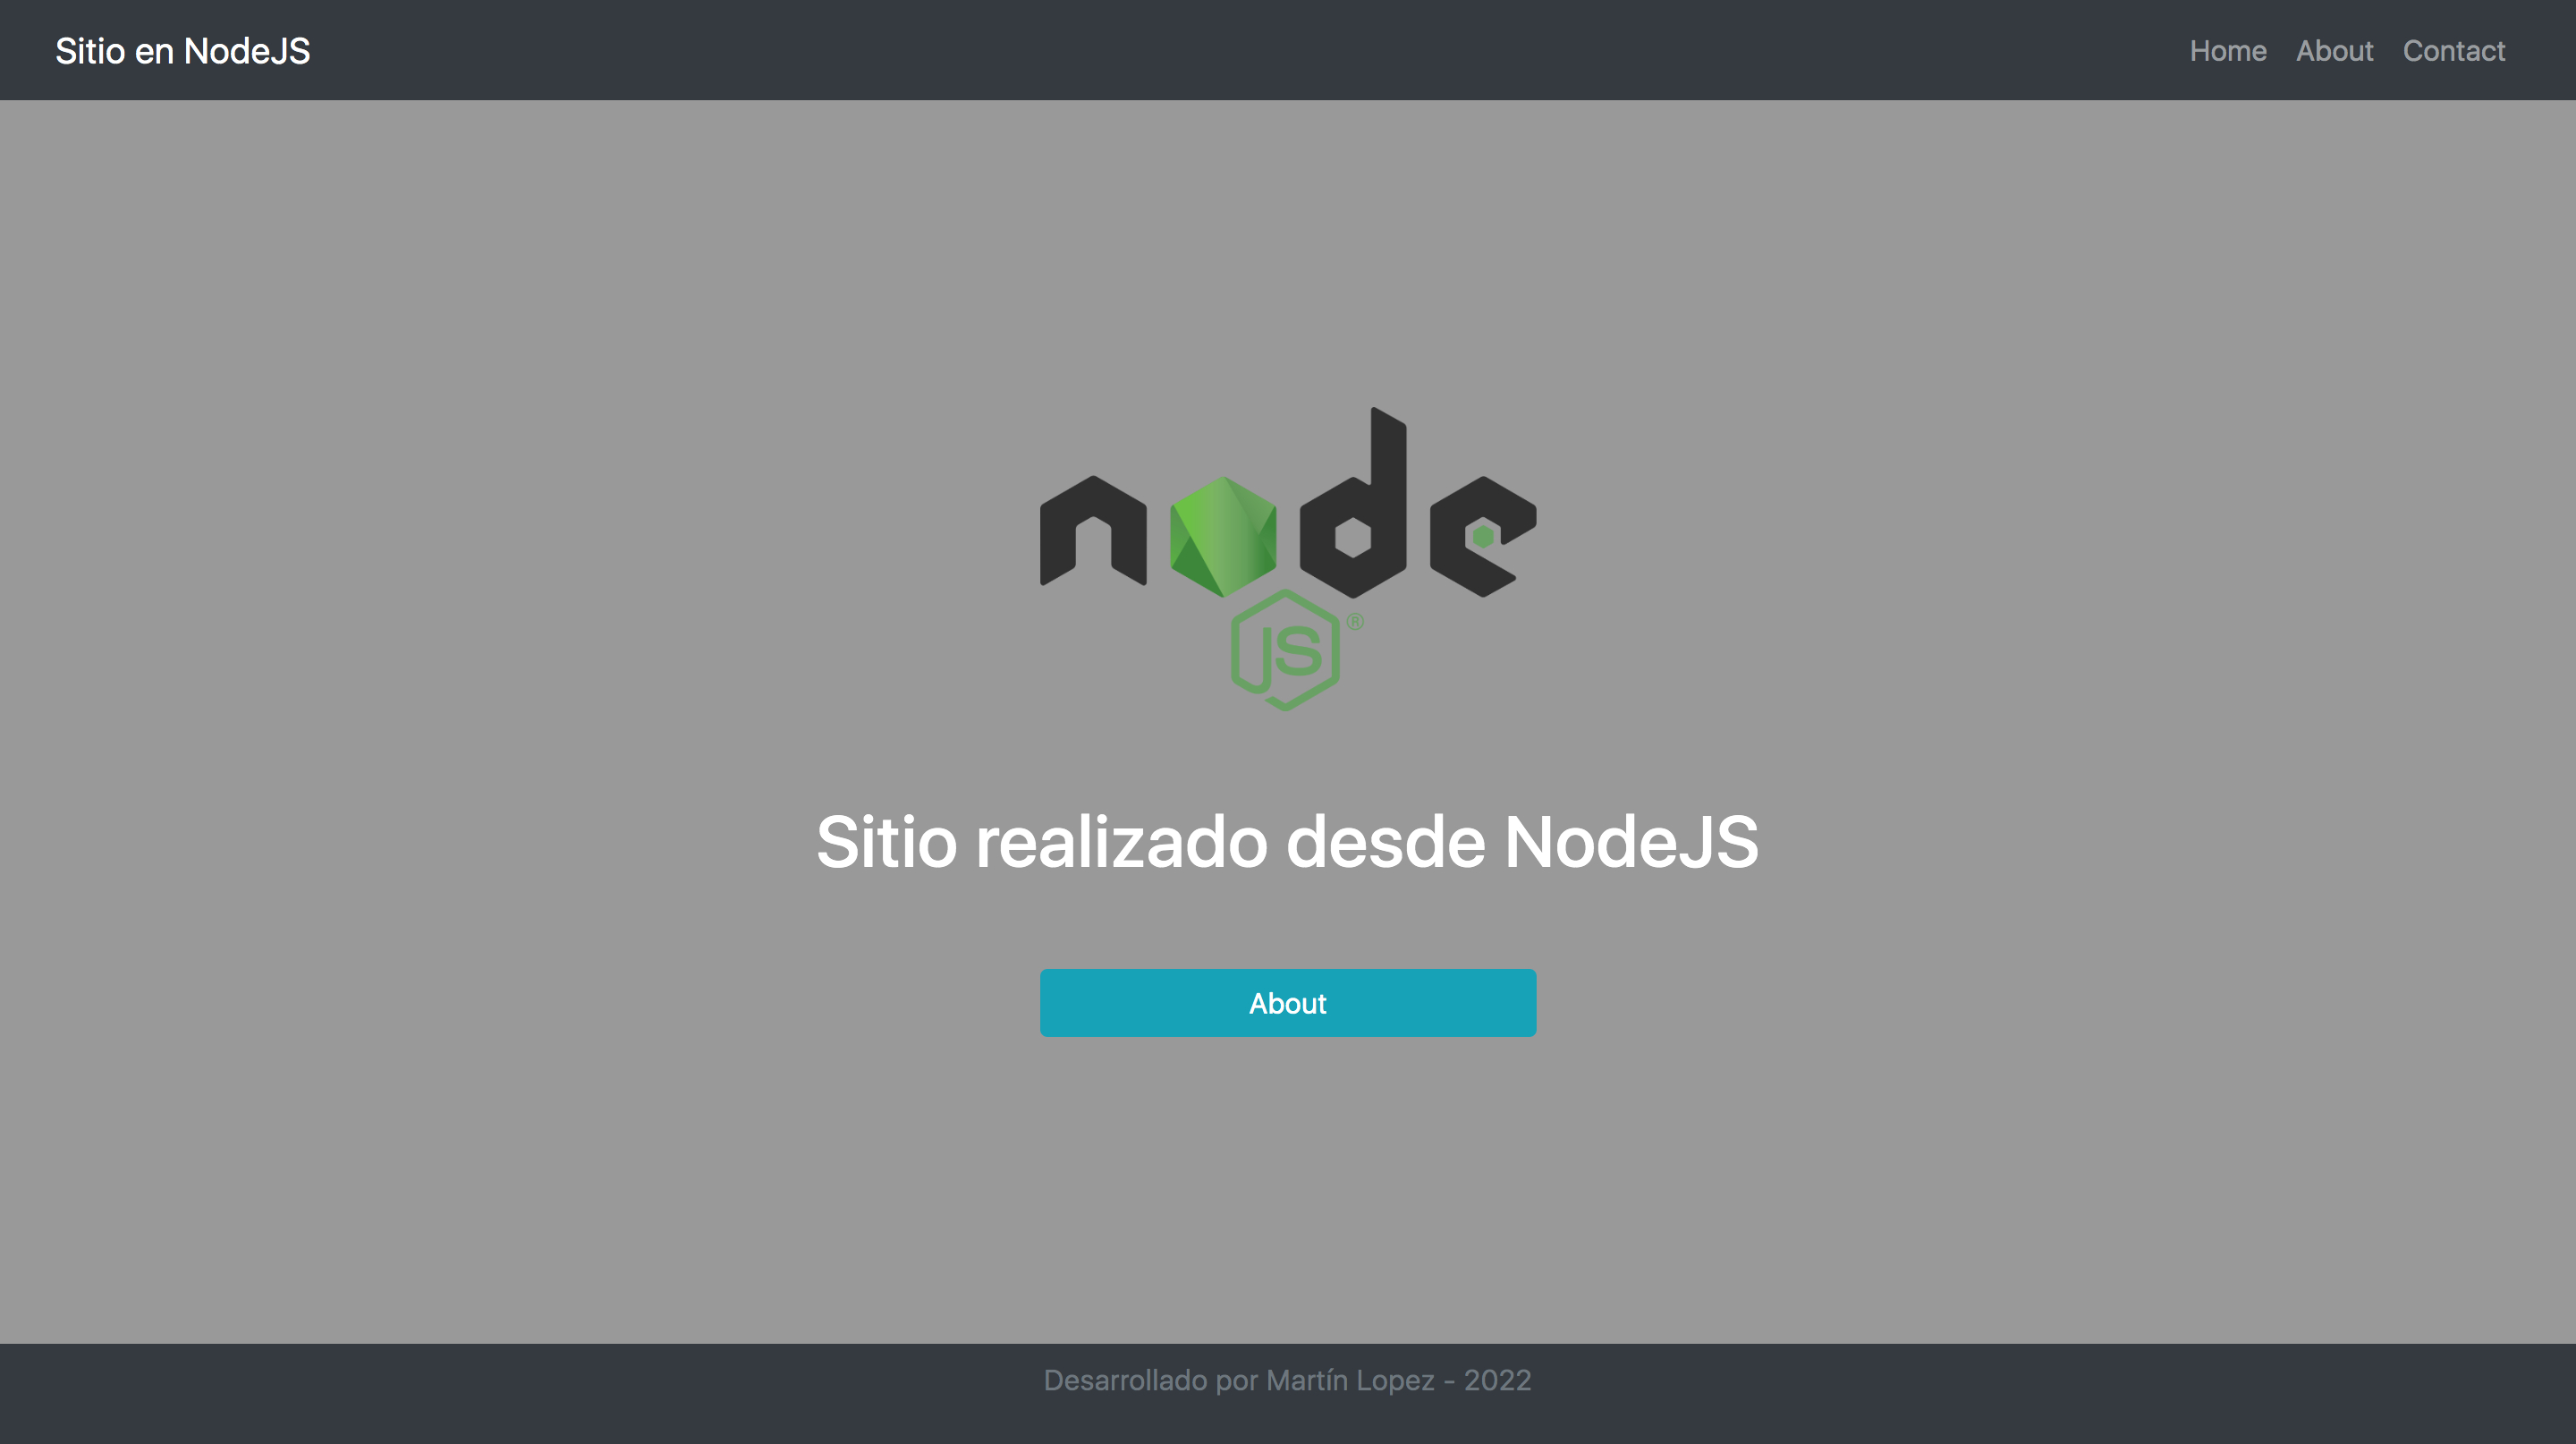 Sitio en NodeJS
Home About Contact
node
JS ®
Sitio realizado desde NodeJS
About
Desarrollado por Martín Lopez - 2022